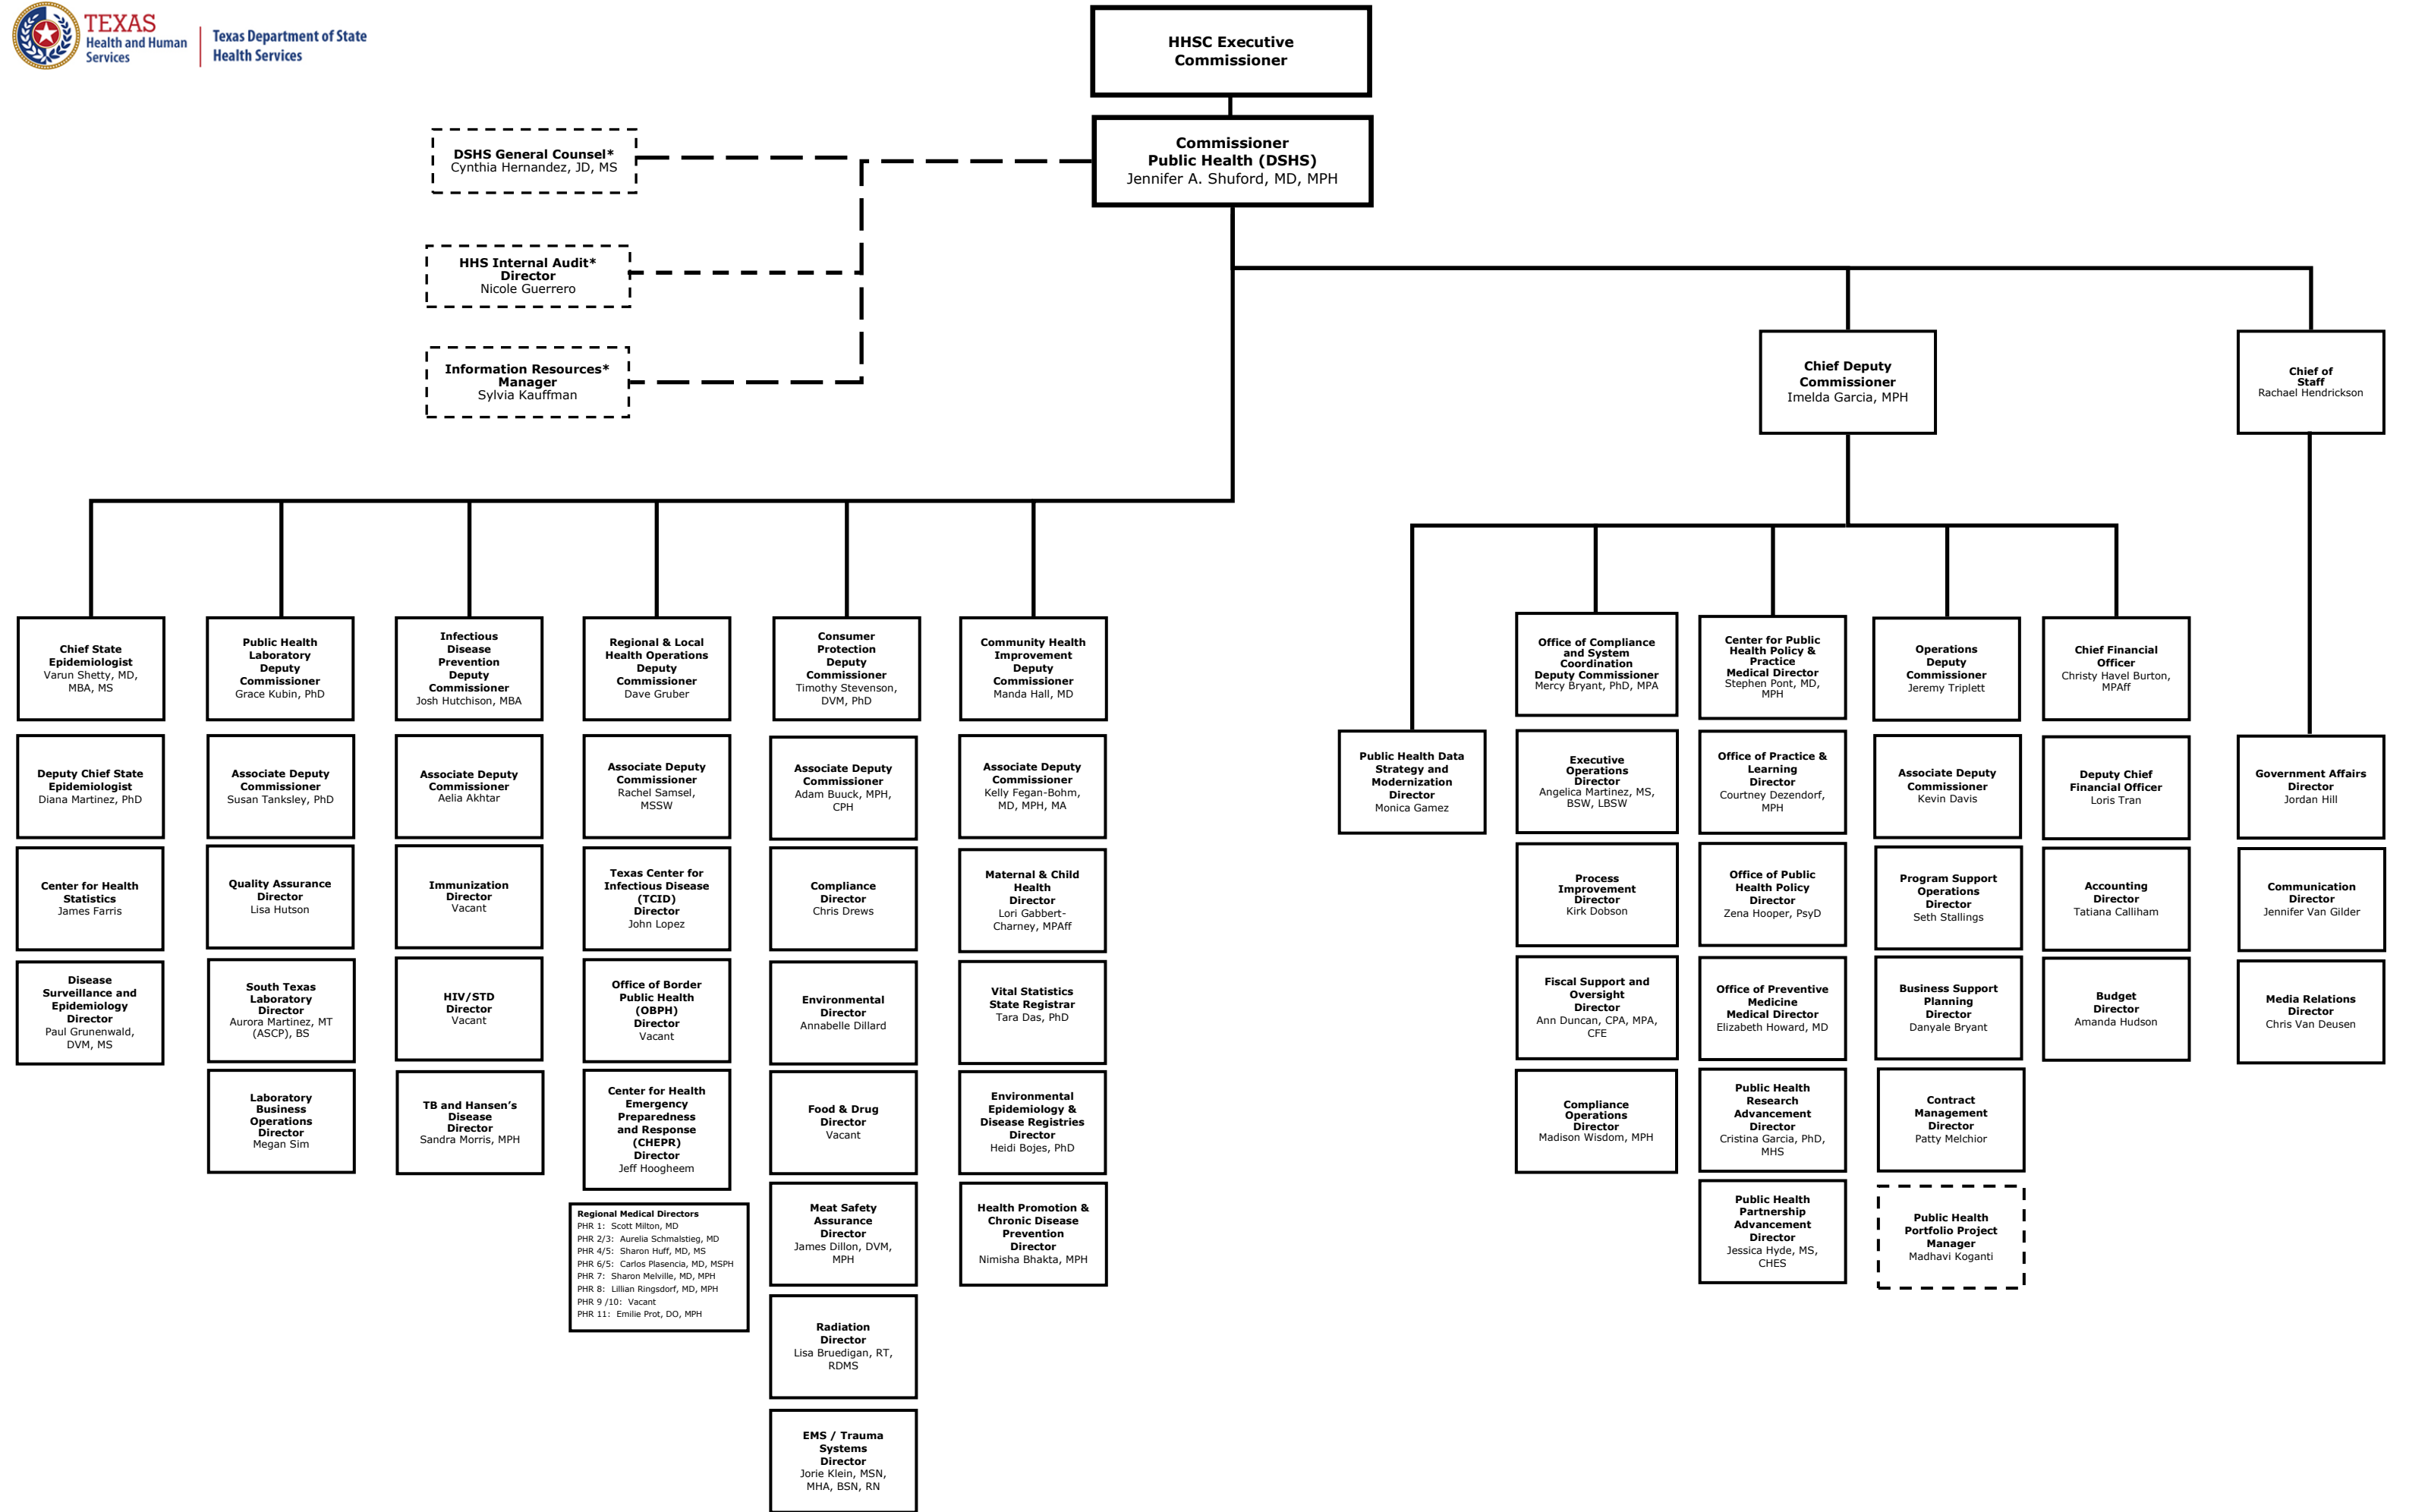 TEXAS
Health and Human
Services
Texas Department of State
Health Services
HHSC Executive
Commissioner
Commissioner
Public Health (DSHS)
Jennifer A. Shuford, MD, MPH
DSHS General Counsel*
Cynthia Hernandez, JD, MS
HHS Internal Audit*
Director
Nicole Guerrero
Information Resources*
Manager
Sylvia Kauffman
Chief Deputy
Commissioner
Imelda Garcia, MPH
Chief of
Staff
Rachael Hendrickson
Chief State
Epidemiologist
Varun Shetty, MD,
MBA, MS
Deputy Chief State
Epidemiologist
Diana Martinez, PhD
Center for Health
Statistics
James Farris
Disease
Surveillance and
Epidemiology
Director
Paul Grunenwald,
DVM, MS
Public Health
Laboratory
Deputy
Commissioner
Grace Kubin, PhD
Associate Deputy
Commissioner
Susan Tanksley, PhD
Quality Assurance
Director
Lisa Hutson
South Texas
Laboratory
Director
Aurora Martinez, MT
(ASCP), BS
Laboratory
Business
Operations
Director
Megan Sim
Infectious
Disease
Prevention
Deputy
Commissioner
Josh Hutchison, MBA
Associate Deputy
Commissioner
Aelia Akhtar
Immunization
Director
Vacant
HIV/STD
Director
Vacant
TB and Hansen's
Disease
Director
Sandra Morris, MPH
Regional & Local
Health Operations
Deputy
Commissioner
Dave Gruber
Associate Deputy
Commissioner
Rachel Samsel,
MSSW
Texas Center for
Infectious Disease
(TCID)
Director
John Lopez
Office of Border
Public Health
(OBPH)
Director
Vacant
Center for Health
Emergency
Preparedness
and Response
(CHEPR)
Director
Jeff Hoogheem
Regional Medical Directors
PHR 1: Scott Milton, MD
PHR 2/3: Aurelia Schmalstieg, MD
PHR 4/5: Sharon Huff, MD, MS
PHR 6/5: Carlos Plasencia, MD, MSPH
PHR 7: Sharon Melville, MD, MPH
PHR 8: Lillian Ringsdorf, MD, MPH
PHR 9 /10: Vacant
PHR 11: Emilie Prot, DO, MPH
Consumer
Protection
Deputy
Commissioner
Timothy Stevenson,
DVM, PhD
Associate Deputy
Commissioner
Adam Buuck, MPH,
CPH
Compliance
Director
Chris Drews
Environmental
Director
Annabelle Dillard
Food & Drug
Director
Vacant
Meat Safety
Assurance
Director
James Dillon, DVM,
MPH
Radiation
Director
Lisa Bruedigan, RT,
RDMS
EMS / Trauma
Systems
Director
Jorie Klein, MSN,
MHA, BSN, RN
Community Health
Improvement
Deputy
Commissioner
Manda Hall, MD
Associate Deputy
Commissioner
Kelly Fegan-Bohm,
MD, MPH, MA
Maternal & Child
Health
Director
Lori Gabbert-
Charney, MPAff
Vital Statistics
State Registrar
Tara Das, PhD
Environmental
Epidemiology &
Disease Registries
Director
Heidi Bojes, PhD
Health Promotion &
Chronic Disease
Prevention
Director
Nimisha Bhakta, MPH
Public Health Data
Strategy and
Modernization
Director
Monica Gamez
Office of Compliance
and System
Coordination
Deputy Commissioner
Mercy Bryant, PhD, MPA
Executive
Operations
Director
Angelica Martinez, MS,
BSW, LBSW
Process
Improvement
Director
Kirk Dobson
Fiscal Support and
Oversight
Director
Ann Duncan, CPA, MPA,
CFE
Compliance
Operations
Director
Madison Wisdom, MPH
Center for Public
Health Policy &
Practice
Medical Director
Stephen Pont, MD,
MPH
Office of Practice &
Learning
Director
Courtney Dezendorf,
MPH
Office of Public
Health Policy
Director
Zena Hooper, PsyD
Office of Preventive
Medicine
Medical Director
Elizabeth Howard, MD
Public Health
Research
Advancement
Director
Cristina Garcia, PhD,
MHS
Public Health
Partnership
Advancement
Director
Jessica Hyde, MS,
CHES
Operations
Deputy
Commissioner
Jeremy Triplett
Associate Deputy
Commissioner
Kevin Davis
Program Support
Operations
Director
Seth Stallings
Business Support
Planning
Director
Danyale Bryant
Contract
Management
Director
Patty Melchior
Public Health
Portfolio Project
Manager
Madhavi Koganti
Chief Financial
Officer
Christy Havel Burton,
MPAff
Deputy Chief
Financial Officer
Loris Tran
Accounting
Director
Tatiana Calliham
Budget
Director
Amanda Hudson
Government Affairs
Director
Jordan Hill
Communication
Director
Jennifer Van Gilder
Media Relations
Director
Chris Van Deusen